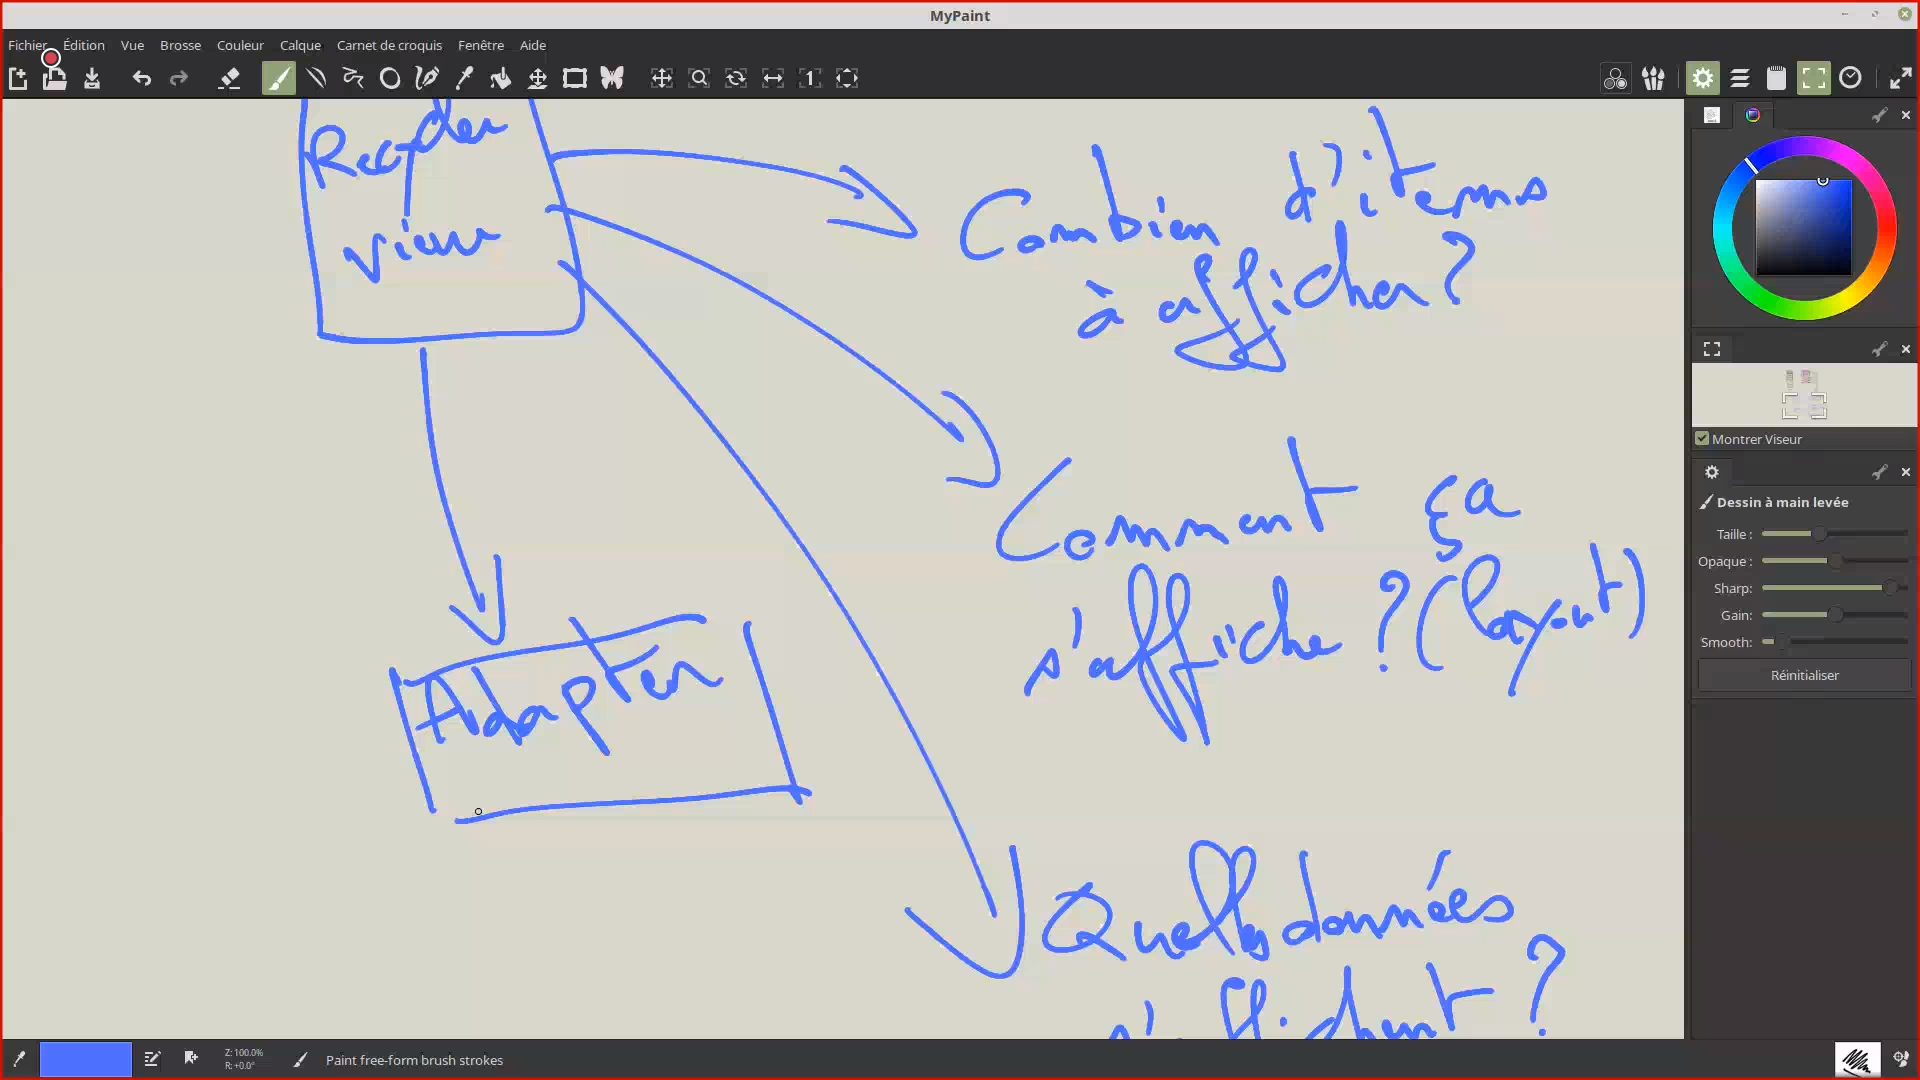 MyPaint
Fichier Édition Vue Brosse Couleur Calque Carnet de croquis Fenêtre Aide
Recycler
view
Combien d'items
à afficher?
Comment ça
s'affiche? (layout)
Adapter
Quelles données
s'affichent?
Montrer Viseur
Dessin à main levée
Taille :
Opaque :
Sharp:
Gain:
Smooth:
Réinitialiser
Z: 100.0%
R: +0.0°
Paint free-form brush strokes